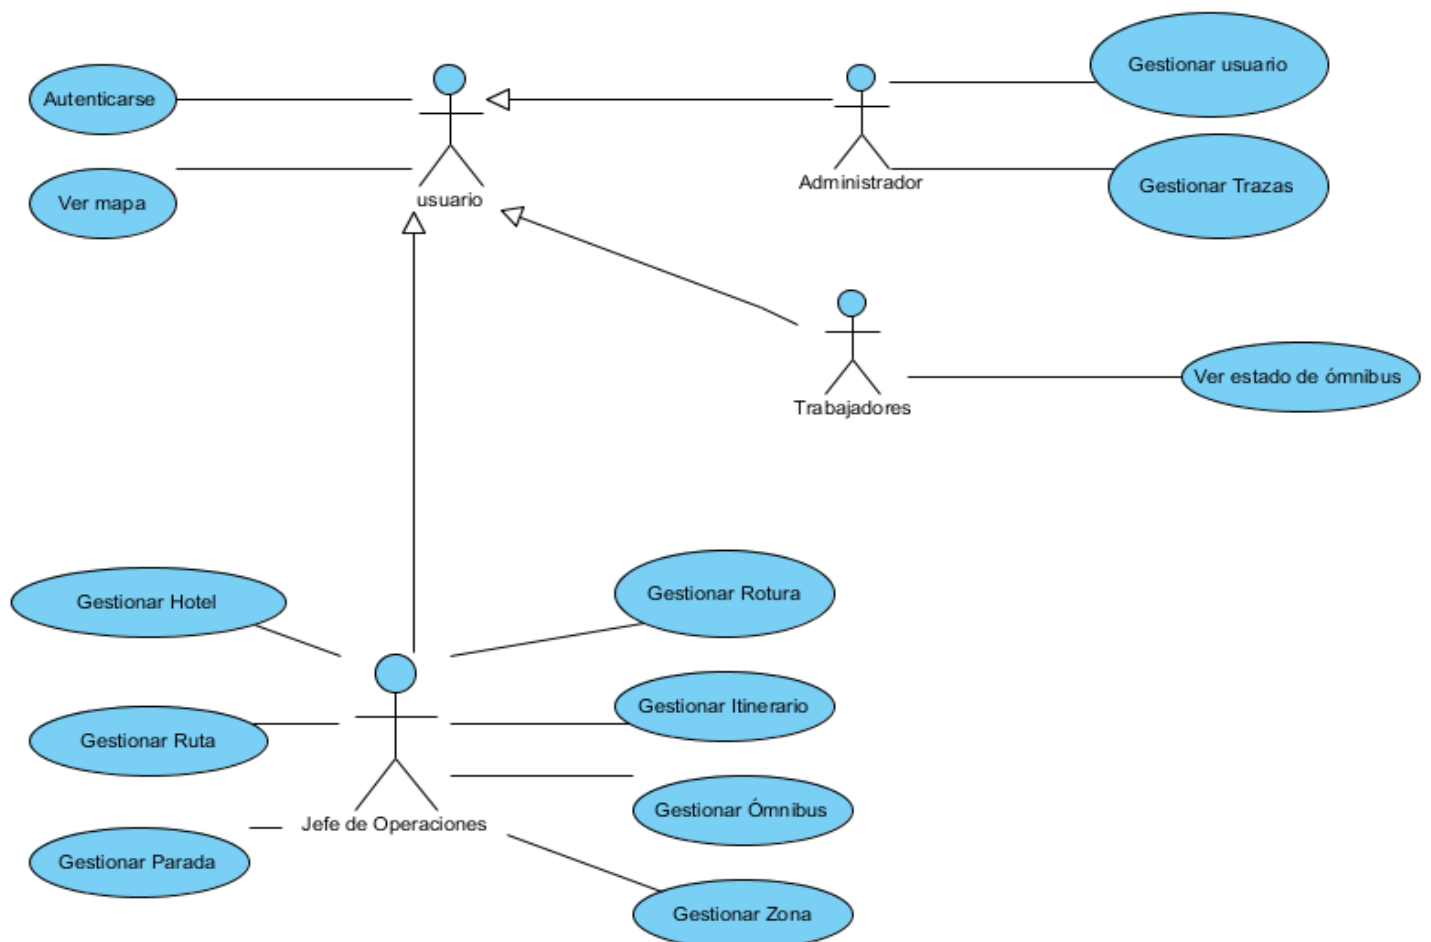 Autenticarse
Ver mapa
usuario
Administrador
Gestionar usuario
Gestionar Trazas
Trabajadores
Ver estado de ómnibus
Gestionar Hotel
Gestionar Ruta
Gestionar Parada
Jefe de Operaciones
Gestionar Rotura
Gestionar Itinerario
Gestionar Ómnibus
Gestionar Zona